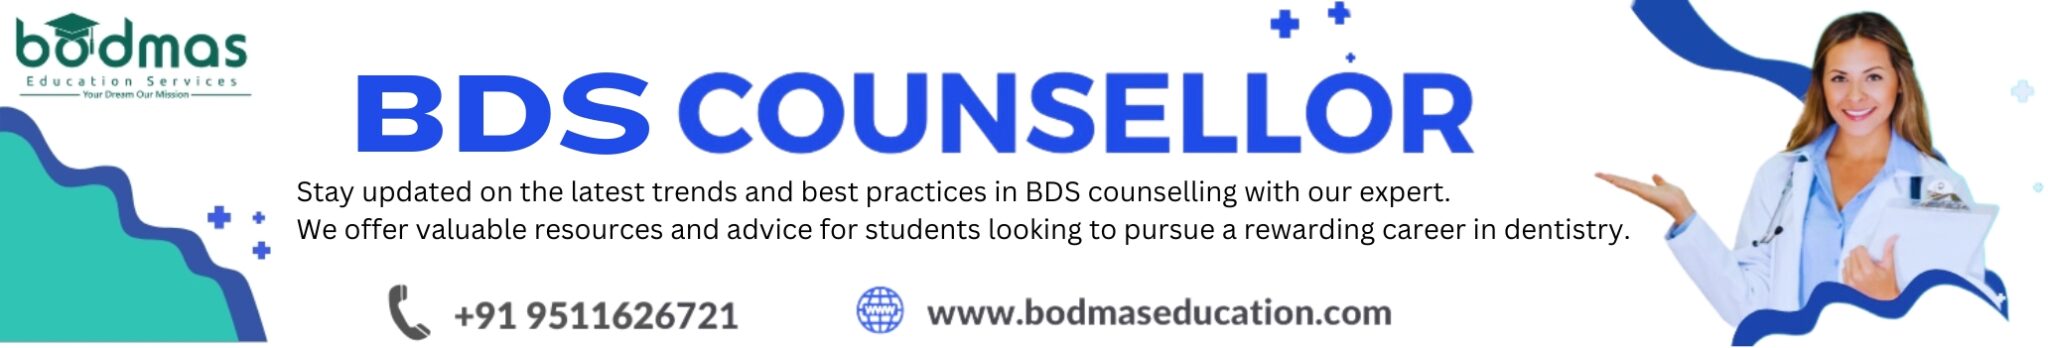 bodmas
Education Services
Your Dream Our Mission
BDS COUNSELLOR
Stay updated on the latest trends and best practices in BDS counselling with our expert.
We offer valuable resources and advice for students looking to pursue a rewarding career in dentistry.
+91 9511626721
www.bodmaseducation.com